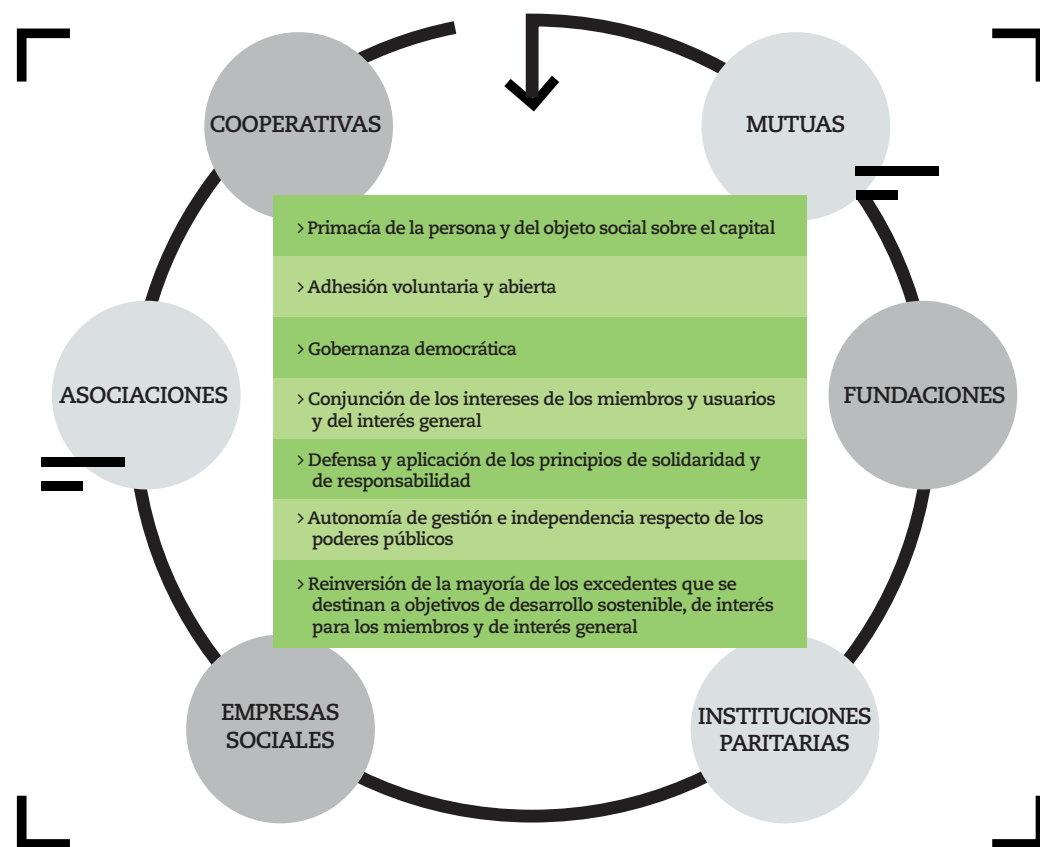 COOPERATIVAS
MUTUAS
> Primacía de la persona y del objeto social sobre el capital
> Adhesión voluntaria y abierta
> Gobernanza democrática
ASOCIACIONES
FUNDACIONES
> Conjunción de los intereses de los miembros y usuarios
y del interés general
> Defensa y aplicación de los principios de solidaridad y
de responsabilidad
> Autonomía de gestión e independencia respecto de los
poderes públicos
> Reinversión de la mayoría de los excedentes que se
destinan a objetivos de desarrollo sostenible, de interés
para los miembros y de interés general
EMPRESAS
SOCIALES
INSTITUCIONES
PARITARIAS